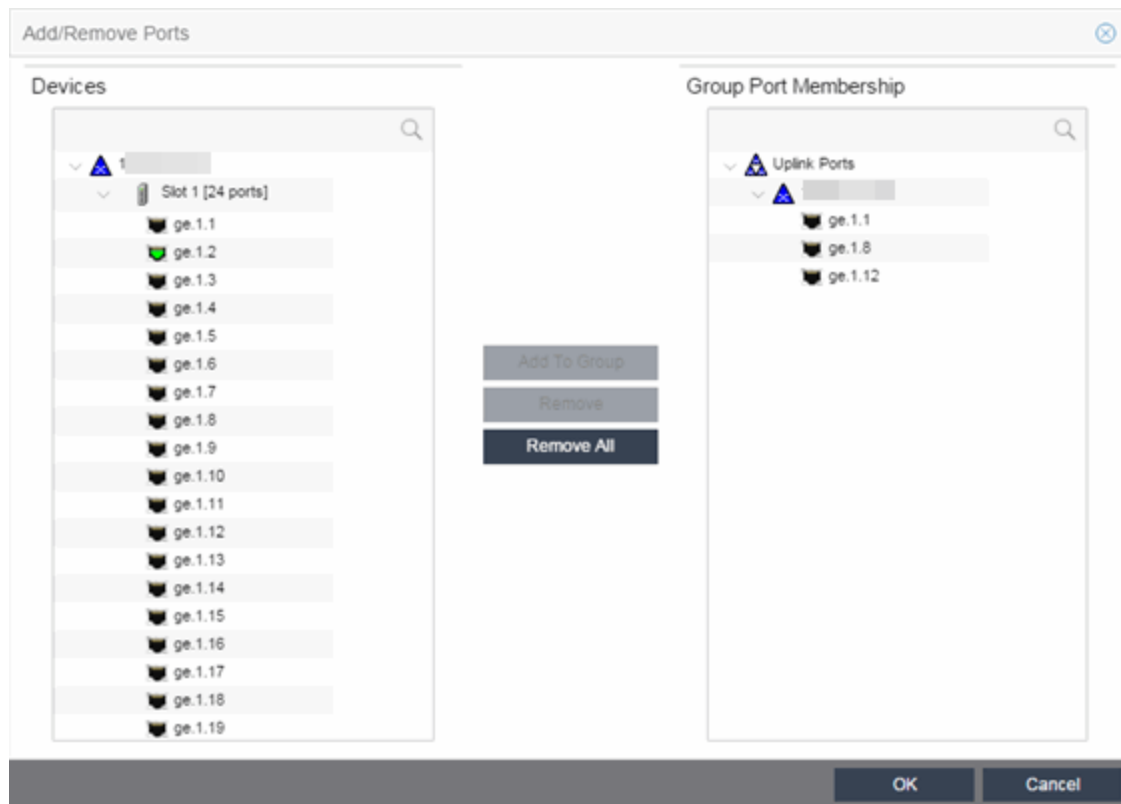 Add/Remove Ports
Devices
Slot 1 [24 ports]
ge.1.1
ge.1.2
ge.1.3
ge.1.4
ge.1.5
ge.1.6
ge.1.7
ge.1.8
ge.1.9
ge.1.10
ge.1.11
ge.1.12
ge.1.13
ge.1.14
ge.1.15
ge.1.16
ge.1.17
ge.1.18
ge.1.19
Add To Group
Remove
Remove All
Group Port Membership
Uplink Ports
ge.1.1
ge.1.8
ge.1.12
OK Cancel